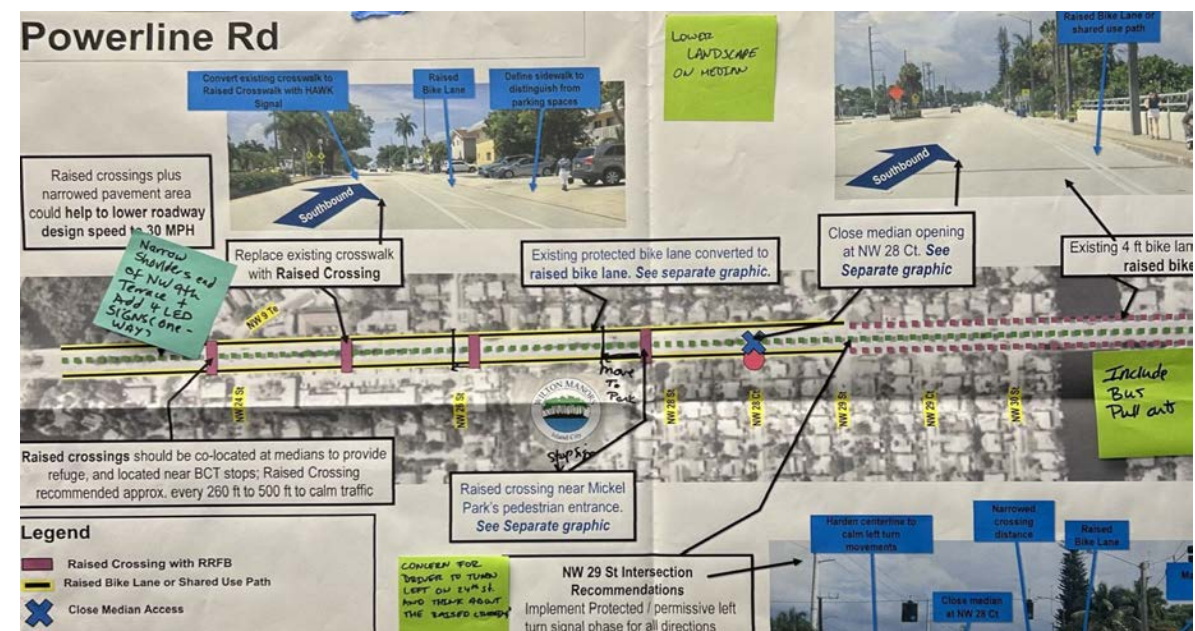 Powerline Rd
Convert existing crosswalk to
Raised Crosswalk with HAWK
Signal
Raised
Bike Lane
Define sidewalk to
distinguish from
parking spaces
LOWER
LANDSCAPE
ON MEDIAN
Raised Bike Lane or
shared use path
Southbound
Southbound
Raised crossings plus
narrowed pavement area
could help to lower roadway
design speed to 30 MPH
Narrow
Shoulders end
of NW 9th
Terrace +
Add 4 LED
SIGNS (one-
WAY)
Replace existing crosswalk
with Raised Crossing
Existing protected bike lane converted to
raised bike lane. See separate graphic.
Close median opening
at NW 28 Ct. See
Separate graphic
Existing 4 ft bike lan
raised bike
NW 9 Te
move
To
Park
WILTON MANORS
Island City
Stop Sign
NW 24 St
NW 26 St
NW 28 St
NW 28 Ct
NW 29 St
NW 29 Ct
NW 30 St
Include
Bus
Pull outs
Raised crossings should be co-located at medians to provide
refuge, and located near BCT stops; Raised Crossing
recommended approx. every 260 ft to 500 ft to calm traffic
Raised crossing near Mickel
Park's pedestrian entrance.
See Separate graphic
Legend
Raised Crossing with RRFB
Raised Bike Lane or Shared Use Path
Close Median Access
CONCERN FOR
DRIVER TO TURN
LEFT ON 24th St.
AND THINK ABOUT
THE RAISED
NW 29 St Intersection
Recommendations
Implement Protected / permissive left
turn signal phase for all directions
Harden centerline to
calm left turn
movements
Narrowed
crossing
distance
Raised
Bike Lane
Close median
at NW 28 Ct